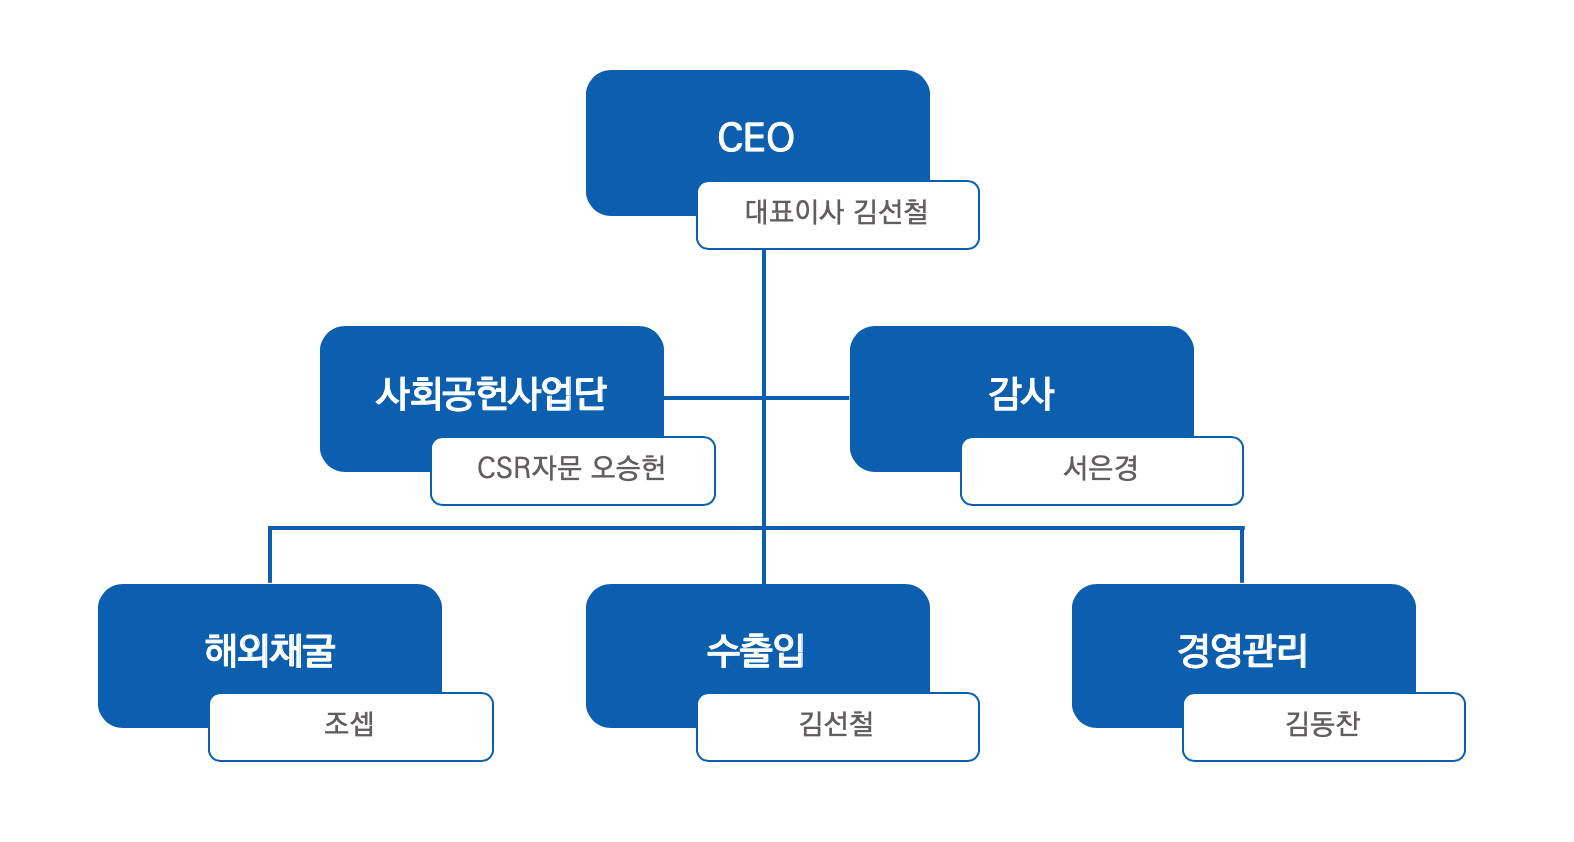 CEO
대표이사 김선철
사회공헌사업단
CSR자문 오승헌
감사
서은경
해외채굴
조셉
수출입
김선철
경영관리
김동찬